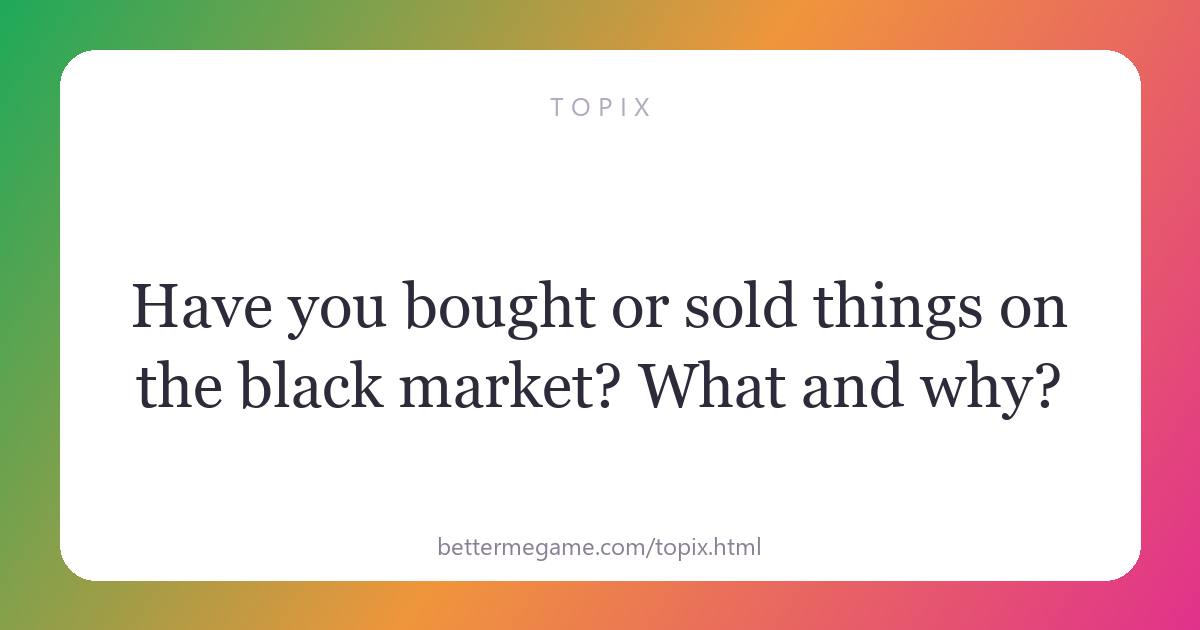 TOPIX
Have you bought or sold things on
the black market? What and why?
bettermegame.com/topix.html